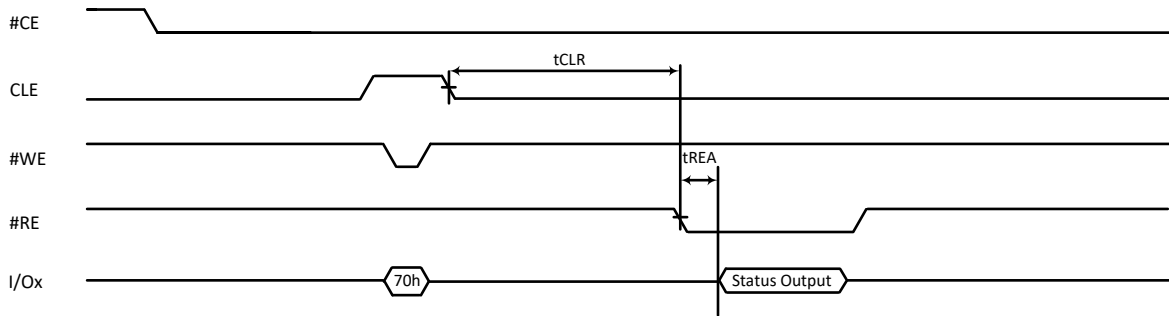 #CE
tCLR
CLE
#WE
tREA
#RE
I/Ox
70h
Status Output